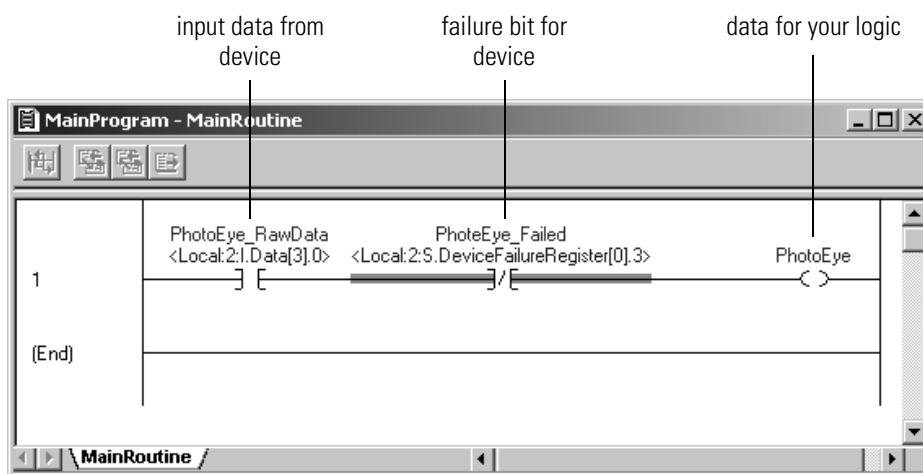 input data from
device
failure bit for
device
data for your logic
MainProgram - MainRoutine
PhotoEye_RawData
<Local:2:I.Data[3].0>
PhoteEye_Failed
<Local:2:S.DeviceFailureRegister[0].3>
PhotoEye
1
(End)
MainRoutine